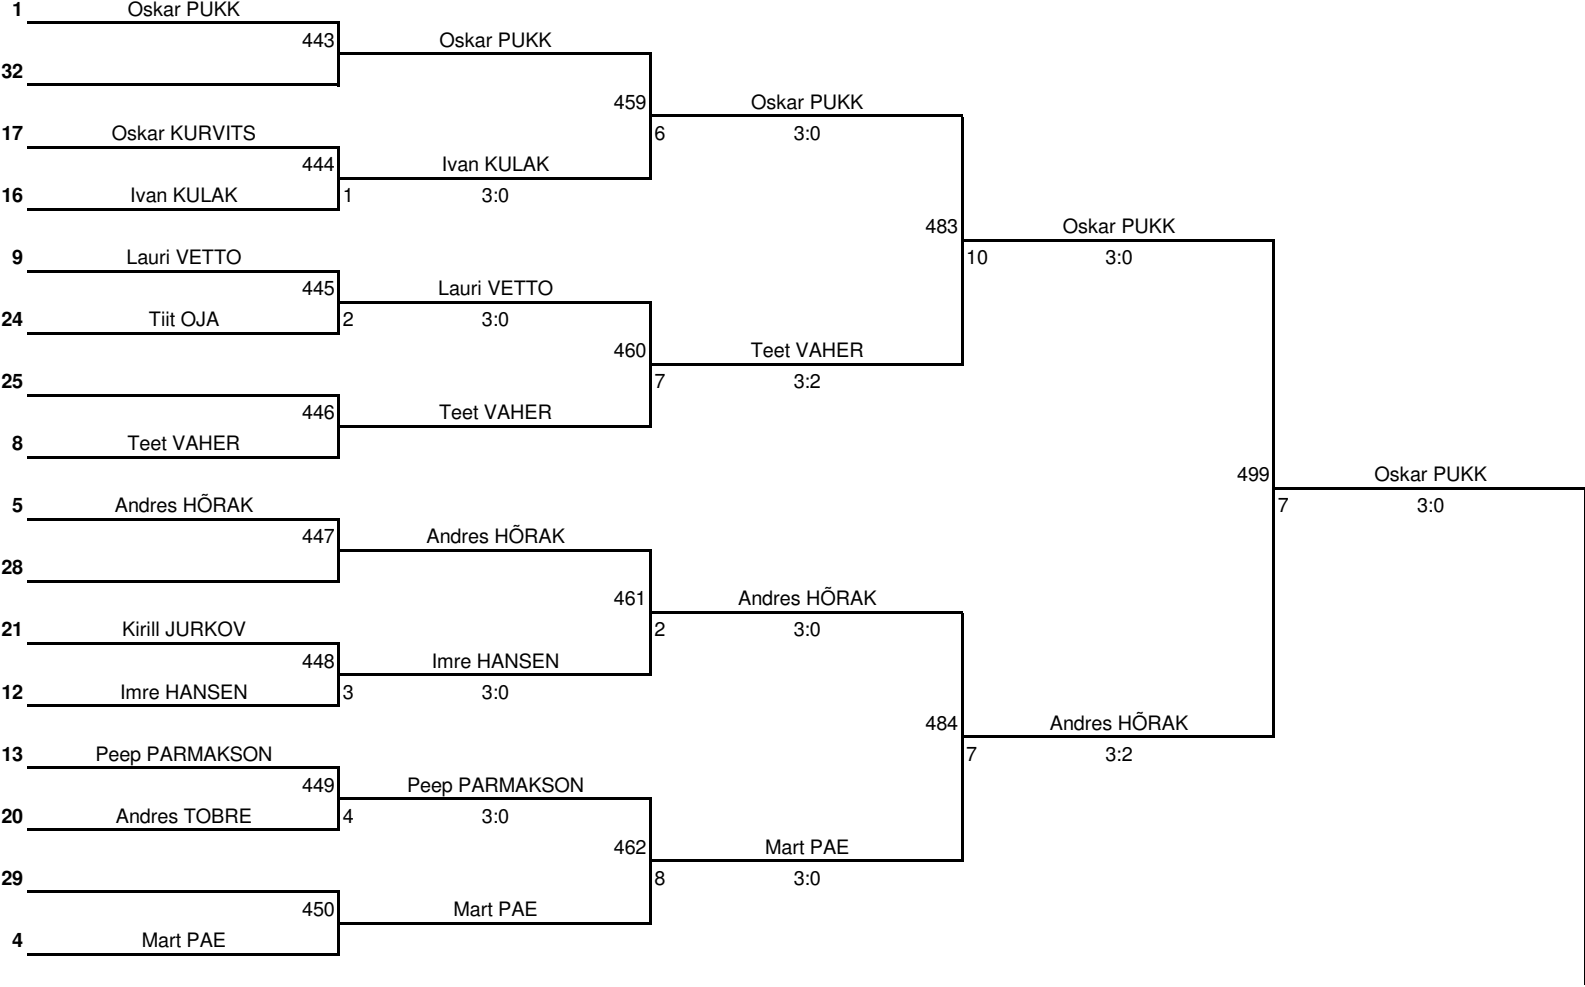 1 Oskar PUKK
443 Oskar PUKK
32
459 Oskar PUKK
17 Oskar KURVITS 6 3:0
444 Ivan KULAK
16 Ivan KULAK 1 3:0
483 Oskar PUKK
9 Lauri VETTO 10 3:0
445 Lauri VETTO
24 Tiit OJA 2 3:0
460 Teet VAHER
25 7 3:2
446 Teet VAHER
8 Teet VAHER
499 Oskar PUKK
5 Andres HÕRAK 7 3:0
447 Andres HÕRAK
28
461 Andres HÕRAK
21 Kirill JURKOV 2 3:0
448 Imre HANSEN
12 Imre HANSEN 3 3:0
484 Andres HÕRAK
13 Peep PARMAKSON 7 3:2
449 Peep PARMAKSON
20 Andres TOBRE 4 3:0
462 Mart PAE
29 8 3:0
450 Mart PAE
4 Mart PAE